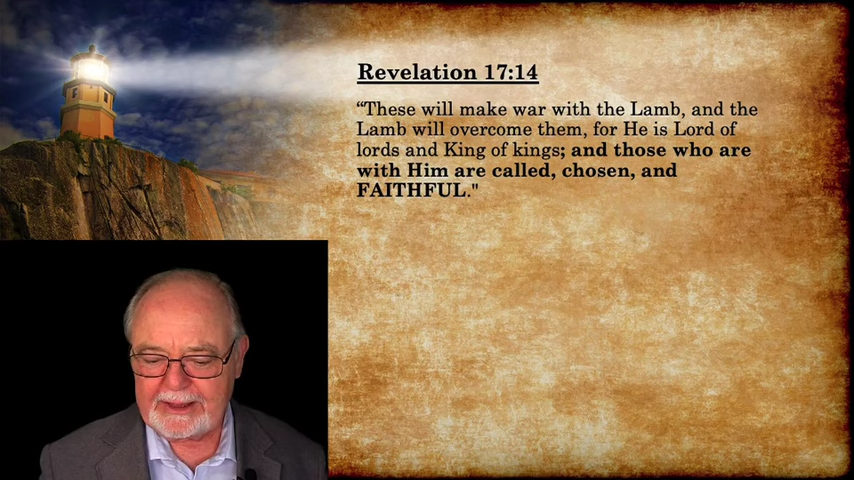 Revelation 17:14
“These will make war with the Lamb, and the
Lamb will overcome them, for He is Lord of
lords and King of kings; and those who are
with Him are called, chosen, and
FAITHFUL."